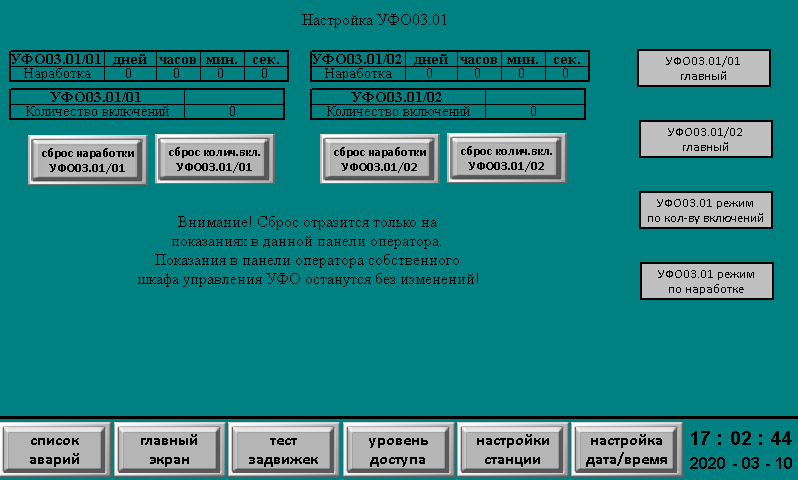 Настройка УФО03.01
УФО03.01/01 дней часов мин. сек.
Наработка 0 0 0 0
УФО03.01/02 дней часов мин. сек.
Наработка 0 0 0 0
УФО03.01/01
Количество включений 0
УФО03.01/02
Количество включений 0
сброс наработки
УФО03.01/01
сброс колич.вкл.
УФО03.01/01
сброс наработки
УФО03.01/02
сброс колич.вкл.
УФО03.01/02
УФО03.01/01
главный
УФО03.01/02
главный
УФО03.01 режим
по кол-ву включений
УФО03.01 режим
по наработке
Внимание! Сброс отразится только на
показаниях в данной панели оператора.
Показания в панели оператора собственного
шкафа управления УФО останутся без изменений!
список
аварий
главный
экран
тест
задвижек
уровень
доступа
настройки
станции
настройка
дата/время
17 : 02 : 44
2020 - 03 - 10